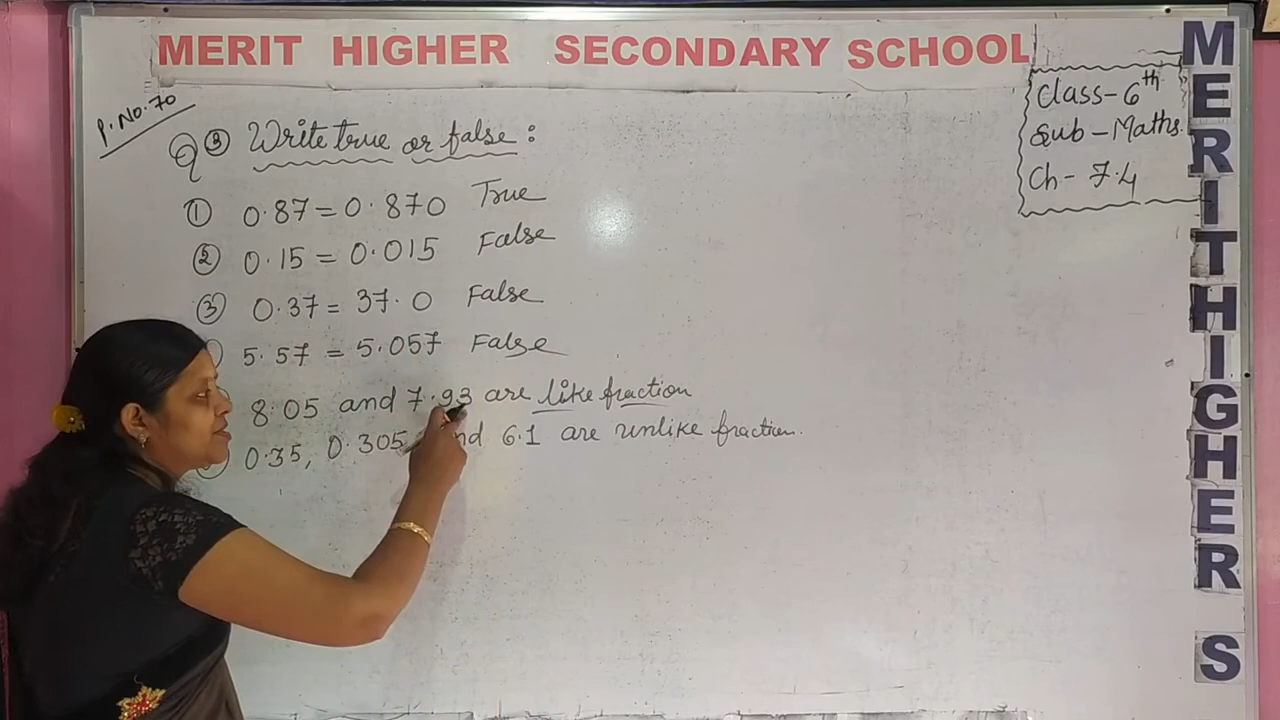 MERIT HIGHER SECONDARY SCHOOL
P. No. 70
Class - 6th
Sub - Maths
Ch - 7.4
Q ③ Write true or false :
① 0.87 = 0.870 True
② 0.15 = 0.015 False
③ 0.37 = 37.0 False
5.57 = 5.057 False
8.05 and 7.93 are like fraction
0.35, 0.305 and 6.1 are unlike fraction.
MERIT HIGHER S